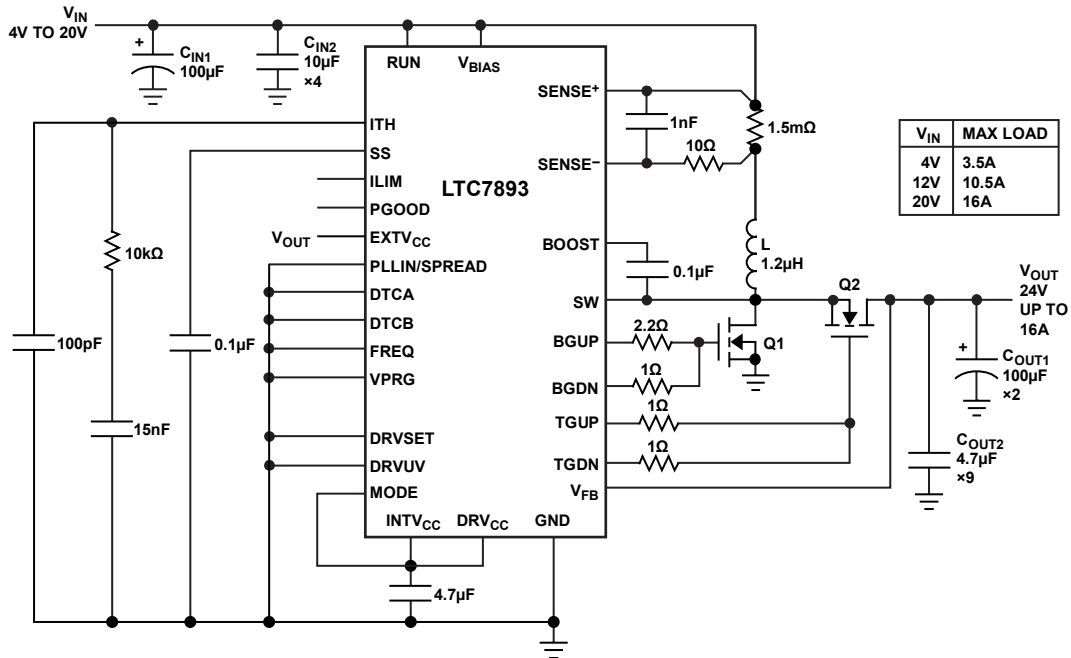 VIN
4V TO 20V
+
CIN1
100µF
CIN2
10µF
×4
RUN
VBIAS
SENSE+
1nF
1.5mΩ
10Ω
SENSE−
ITH
SS
ILIM
PGOOD
VOUT
EXTVCC
PLLIN/SPREAD
DTCA
DTCB
FREQ
VPRG
DRVSET
DRVUV
MODE
INTVCC
DRVCC
GND
LTC7893
BOOST
0.1µF
L
1.2µH
SW
BGUP
2.2Ω
BGDN
1Ω
TGUP
1Ω
TGDN
1Ω
VFB
Q1
Q2
VIN MAX LOAD
4V 3.5A
12V 10.5A
20V 16A
VOUT
24V
UP TO
16A
+
COUT1
100µF
×2
COUT2
4.7µF
×9
10kΩ
100pF
0.1µF
15nF
4.7µF